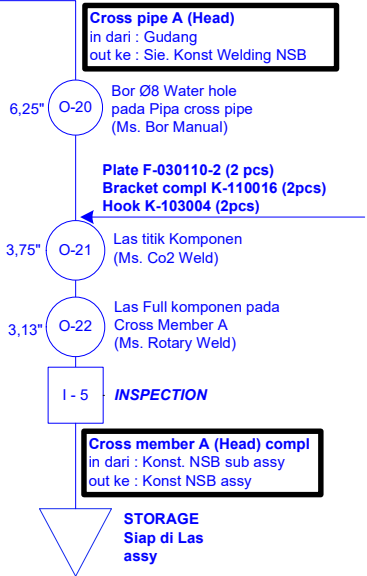 Cross pipe A (Head)
in dari : Gudang
out ke : Sie. Konst Welding NSB
6,25"
O-20
Bor Ø8 Water hole
pada Pipa cross pipe
(Ms. Bor Manual)
Plate F-030110-2 (2 pcs)
Bracket compl K-110016 (2pcs)
Hook K-103004 (2pcs)
3,75"
O-21
Las titik Komponen
(Ms. Co2 Weld)
3,13"
O-22
Las Full komponen pada
Cross Member A
(Ms. Rotary Weld)
I - 5
INSPECTION
Cross member A (Head) compl
in dari : Konst. NSB sub assy
out ke : Konst NSB assy
STORAGE
Siap di Las
assy